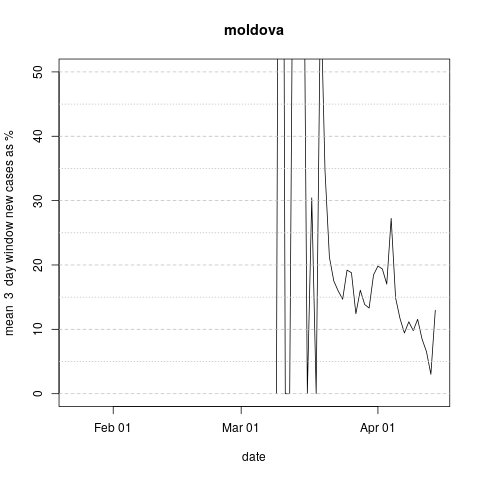 moldova
mean 3 day window new cases as %
50
40
30
20
10
0
Feb 01
Mar 01
Apr 01
date